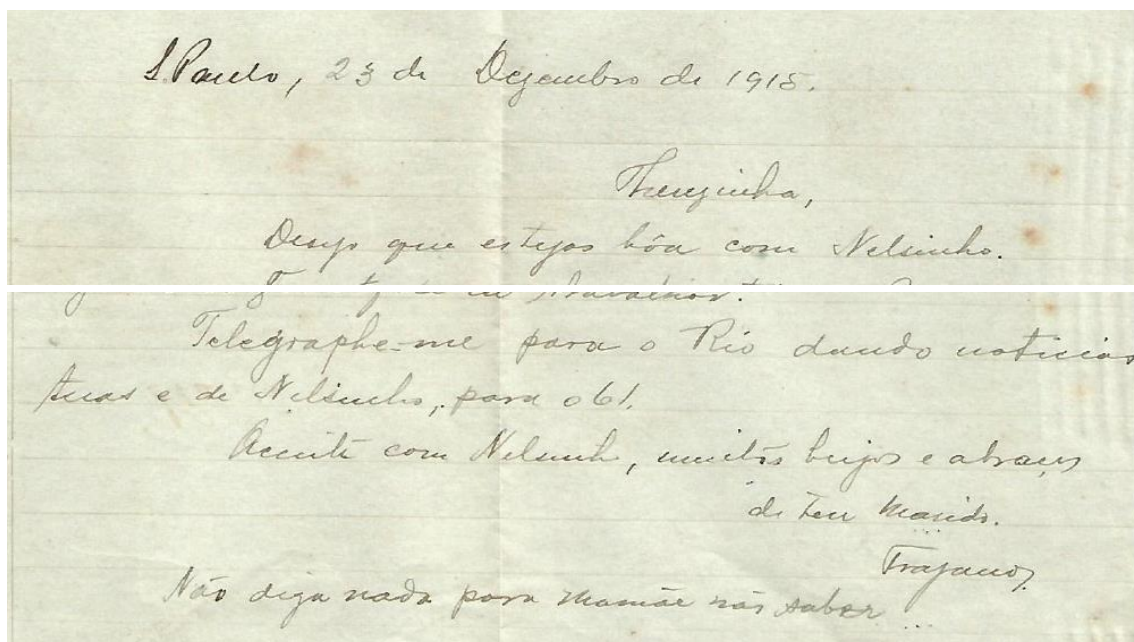 S. Paulo, 23 de Dezembro de 1915.
Thenzinha,
Desejo que estejas bôa com Nelsinho.
trabalhar.
Telegraphe-me para o Rio dando noticias
tuas e de Nelsinho, para o 61.
Acceite com Nelsinho, muitos beijos e abraços
de teu marido.
Trajano
Não diga nada para Mamãe não saber...